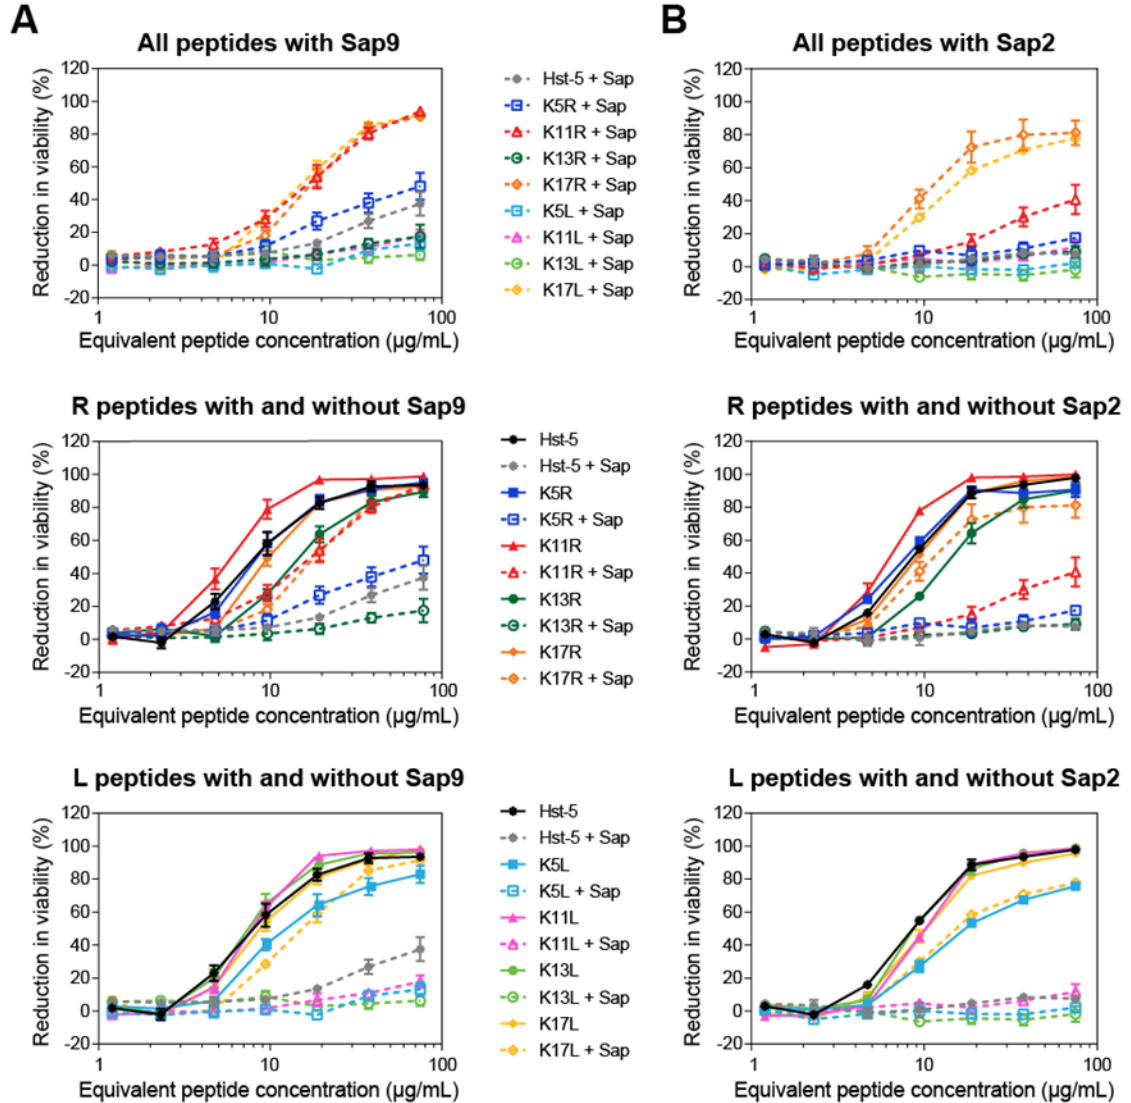 A
B
All peptides with Sap9
All peptides with Sap2
Reduction in viability (%)
120
100
80
60
40
20
0
-20
1
10
100
Equivalent peptide concentration (µg/mL)
Hst-5 + Sap
K5R + Sap
K11R + Sap
K13R + Sap
K17R + Sap
K5L + Sap
K11L + Sap
K13L + Sap
K17L + Sap
Reduction in viability (%)
120
100
80
60
40
20
0
-20
1
10
100
Equivalent peptide concentration (µg/mL)
R peptides with and without Sap9
R peptides with and without Sap2
Reduction in viability (%)
120
100
80
60
40
20
0
-20
1
10
100
Equivalent peptide concentration (µg/mL)
Hst-5
Hst-5 + Sap
K5R
K5R + Sap
K11R
K11R + Sap
K13R
K13R + Sap
K17R
K17R + Sap
Reduction in viability (%)
120
100
80
60
40
20
0
-20
1
10
100
Equivalent peptide concentration (µg/mL)
L peptides with and without Sap9
L peptides with and without Sap2
Reduction in viability (%)
120
100
80
60
40
20
0
-20
1
10
100
Equivalent peptide concentration (µg/mL)
Hst-5
Hst-5 + Sap
K5L
K5L + Sap
K11L
K11L + Sap
K13L
K13L + Sap
K17L
K17L + Sap
Reduction in viability (%)
120
100
80
60
40
20
0
-20
1
10
100
Equivalent peptide concentration (µg/mL)